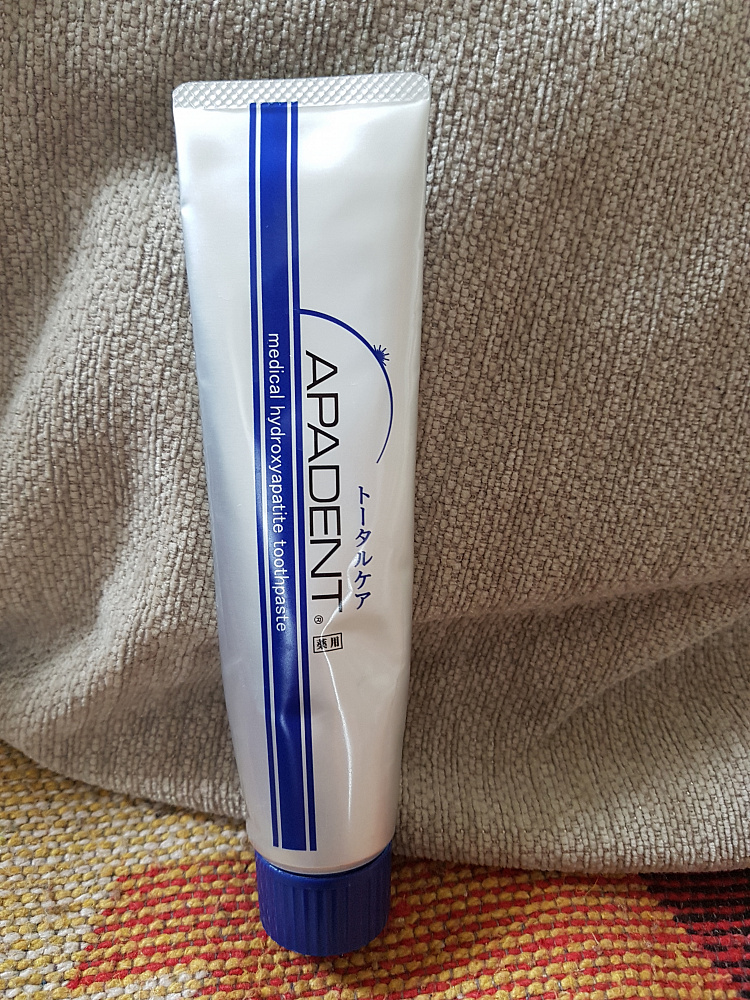 トータルケア
APADENT® 薬用
medical hydroxyapatite toothpaste